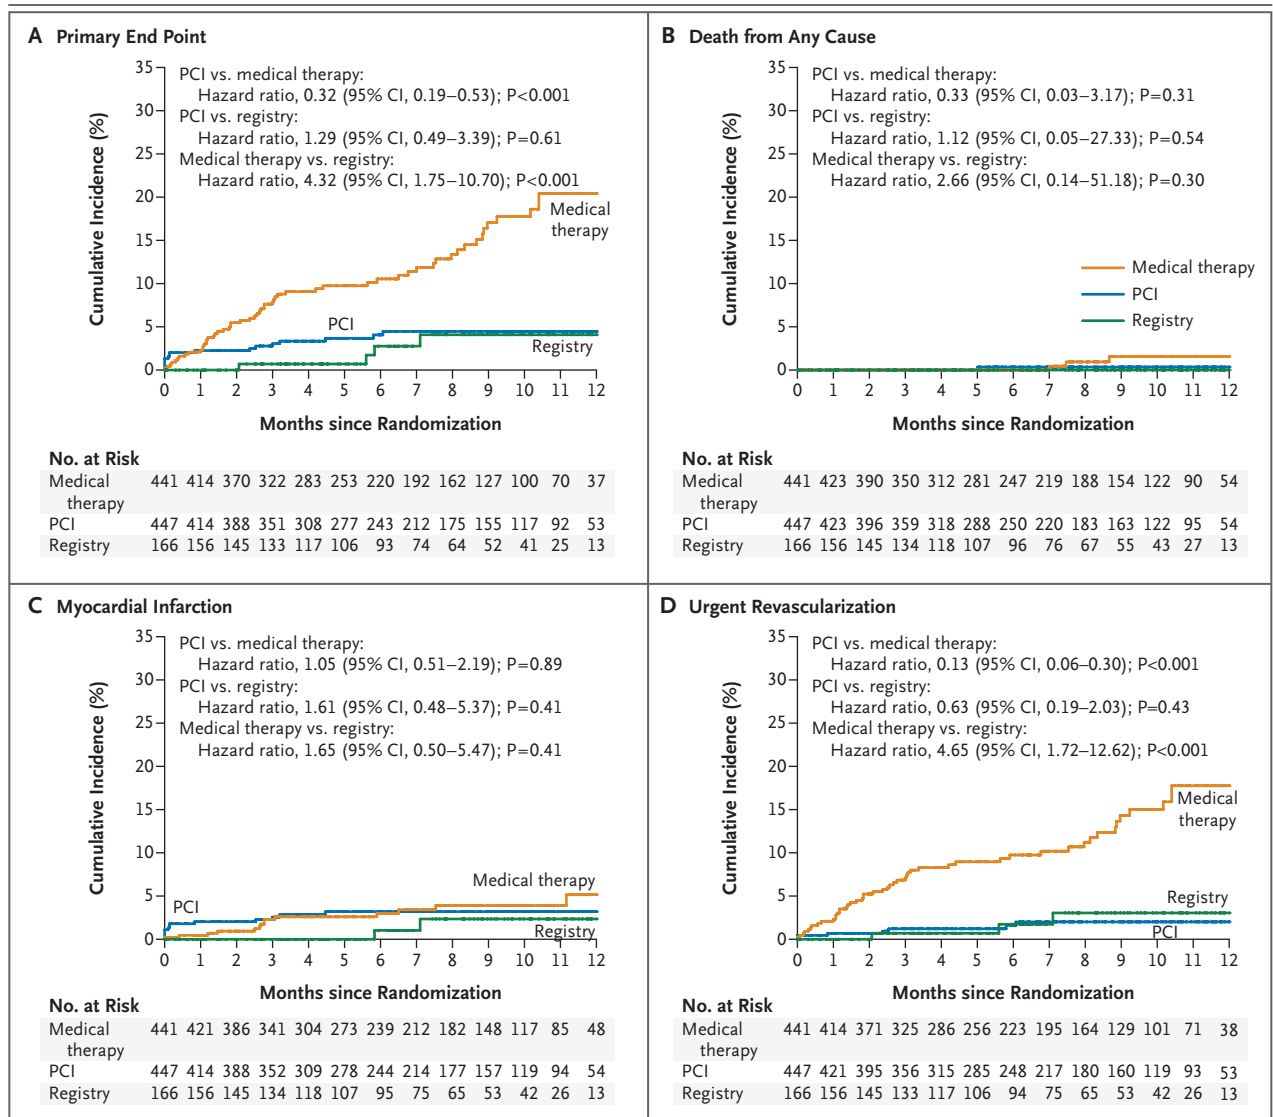 A Primary End Point
35
30
25
20
15
10
5
0
Cumulative Incidence (%)
PCI vs. medical therapy:
Hazard ratio, 0.32 (95% CI, 0.19–0.53); P<0.001
PCI vs. registry:
Hazard ratio, 1.29 (95% CI, 0.49–3.39); P=0.61
Medical therapy vs. registry:
Hazard ratio, 4.32 (95% CI, 1.75–10.70); P<0.001
Medical
therapy
PCI
Registry
0 1 2 3 4 5 6 7 8 9 10 11 12
Months since Randomization
No. at Risk
Medical 441 414 370 322 283 253 220 192 162 127 100 70 37
therapy
PCI 447 414 388 351 308 277 243 212 175 155 117 92 53
Registry 166 156 145 133 117 106 93 74 64 52 41 25 13
B Death from Any Cause
35
30
25
20
15
10
5
0
Cumulative Incidence (%)
PCI vs. medical therapy:
Hazard ratio, 0.33 (95% CI, 0.03–3.17); P=0.31
PCI vs. registry:
Hazard ratio, 1.12 (95% CI, 0.05–27.33); P=0.54
Medical therapy vs. registry:
Hazard ratio, 2.66 (95% CI, 0.14–51.18); P=0.30
Medical therapy
PCI
Registry
0 1 2 3 4 5 6 7 8 9 10 11 12
Months since Randomization
No. at Risk
Medical 441 423 390 350 312 281 247 219 188 154 122 90 54
therapy
PCI 447 423 396 359 318 288 250 220 183 163 122 95 54
Registry 166 156 145 134 118 107 96 76 67 55 43 27 13
C Myocardial Infarction
35
30
25
20
15
10
5
0
Cumulative Incidence (%)
PCI vs. medical therapy:
Hazard ratio, 1.05 (95% CI, 0.51–2.19); P=0.89
PCI vs. registry:
Hazard ratio, 1.61 (95% CI, 0.48–5.37); P=0.41
Medical therapy vs. registry:
Hazard ratio, 1.65 (95% CI, 0.50–5.47); P=0.41
Medical therapy
PCI
Registry
0 1 2 3 4 5 6 7 8 9 10 11 12
Months since Randomization
No. at Risk
Medical 441 421 386 341 304 273 239 212 182 148 117 85 48
therapy
PCI 447 414 388 352 309 278 244 214 177 157 119 94 54
Registry 166 156 145 134 118 107 95 75 65 53 42 26 13
D Urgent Revascularization
35
30
25
20
15
10
5
0
Cumulative Incidence (%)
PCI vs. medical therapy:
Hazard ratio, 0.13 (95% CI, 0.06–0.30); P<0.001
PCI vs. registry:
Hazard ratio, 0.63 (95% CI, 0.19–2.03); P=0.43
Medical therapy vs. registry:
Hazard ratio, 4.65 (95% CI, 1.72–12.62); P<0.001
Medical
therapy
Registry
PCI
0 1 2 3 4 5 6 7 8 9 10 11 12
Months since Randomization
No. at Risk
Medical 441 414 371 325 286 256 223 195 164 129 101 71 38
therapy
PCI 447 421 395 356 315 285 248 217 180 160 119 93 53
Registry 166 156 145 133 117 106 94 75 65 53 42 26 13